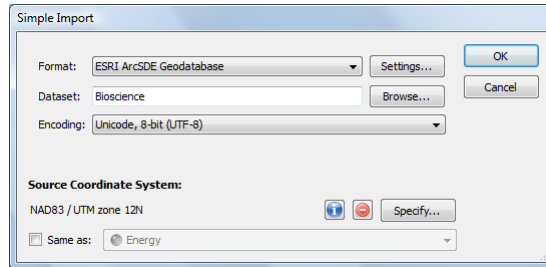 Simple Import
Format: ESRI ArcSDE Geodatabase Settings... OK
Dataset: Bioscience Browse... Cancel
Encoding: Unicode, 8-bit (UTF-8)
Source Coordinate System:
NAD83 / UTM zone 12N Specify...
Same as: Energy